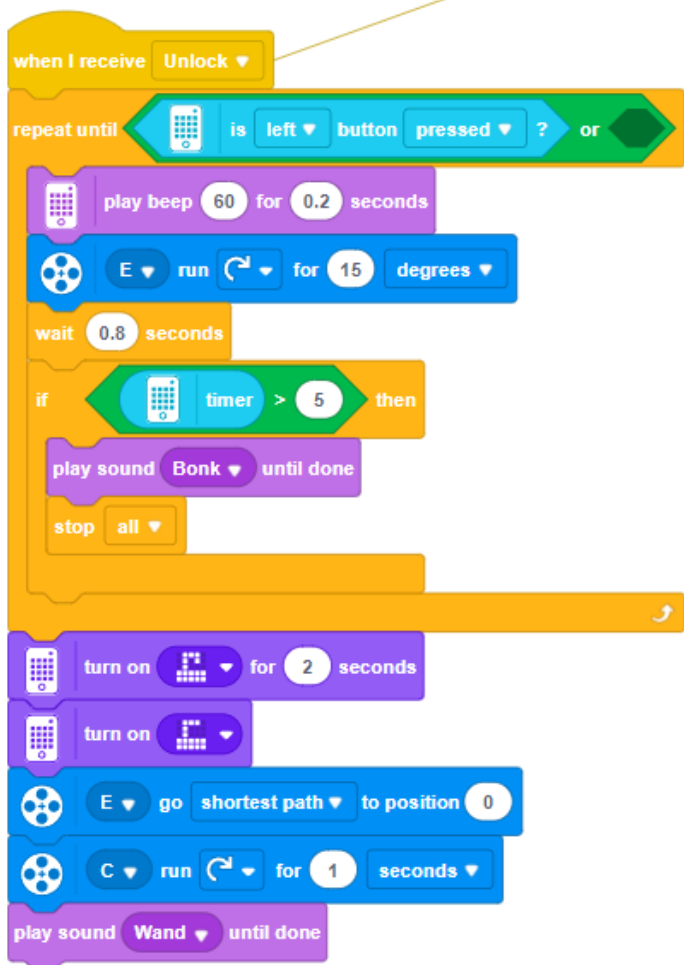 when I receive Unlock
repeat until is left button pressed ? or
play beep 60 for 0.2 seconds
E run for 15 degrees
wait 0.8 seconds
if timer > 5 then
play sound Bonk until done
stop all
turn on for 2 seconds
turn on
E go shortest path to position 0
C run for 1 seconds
play sound Wand until done